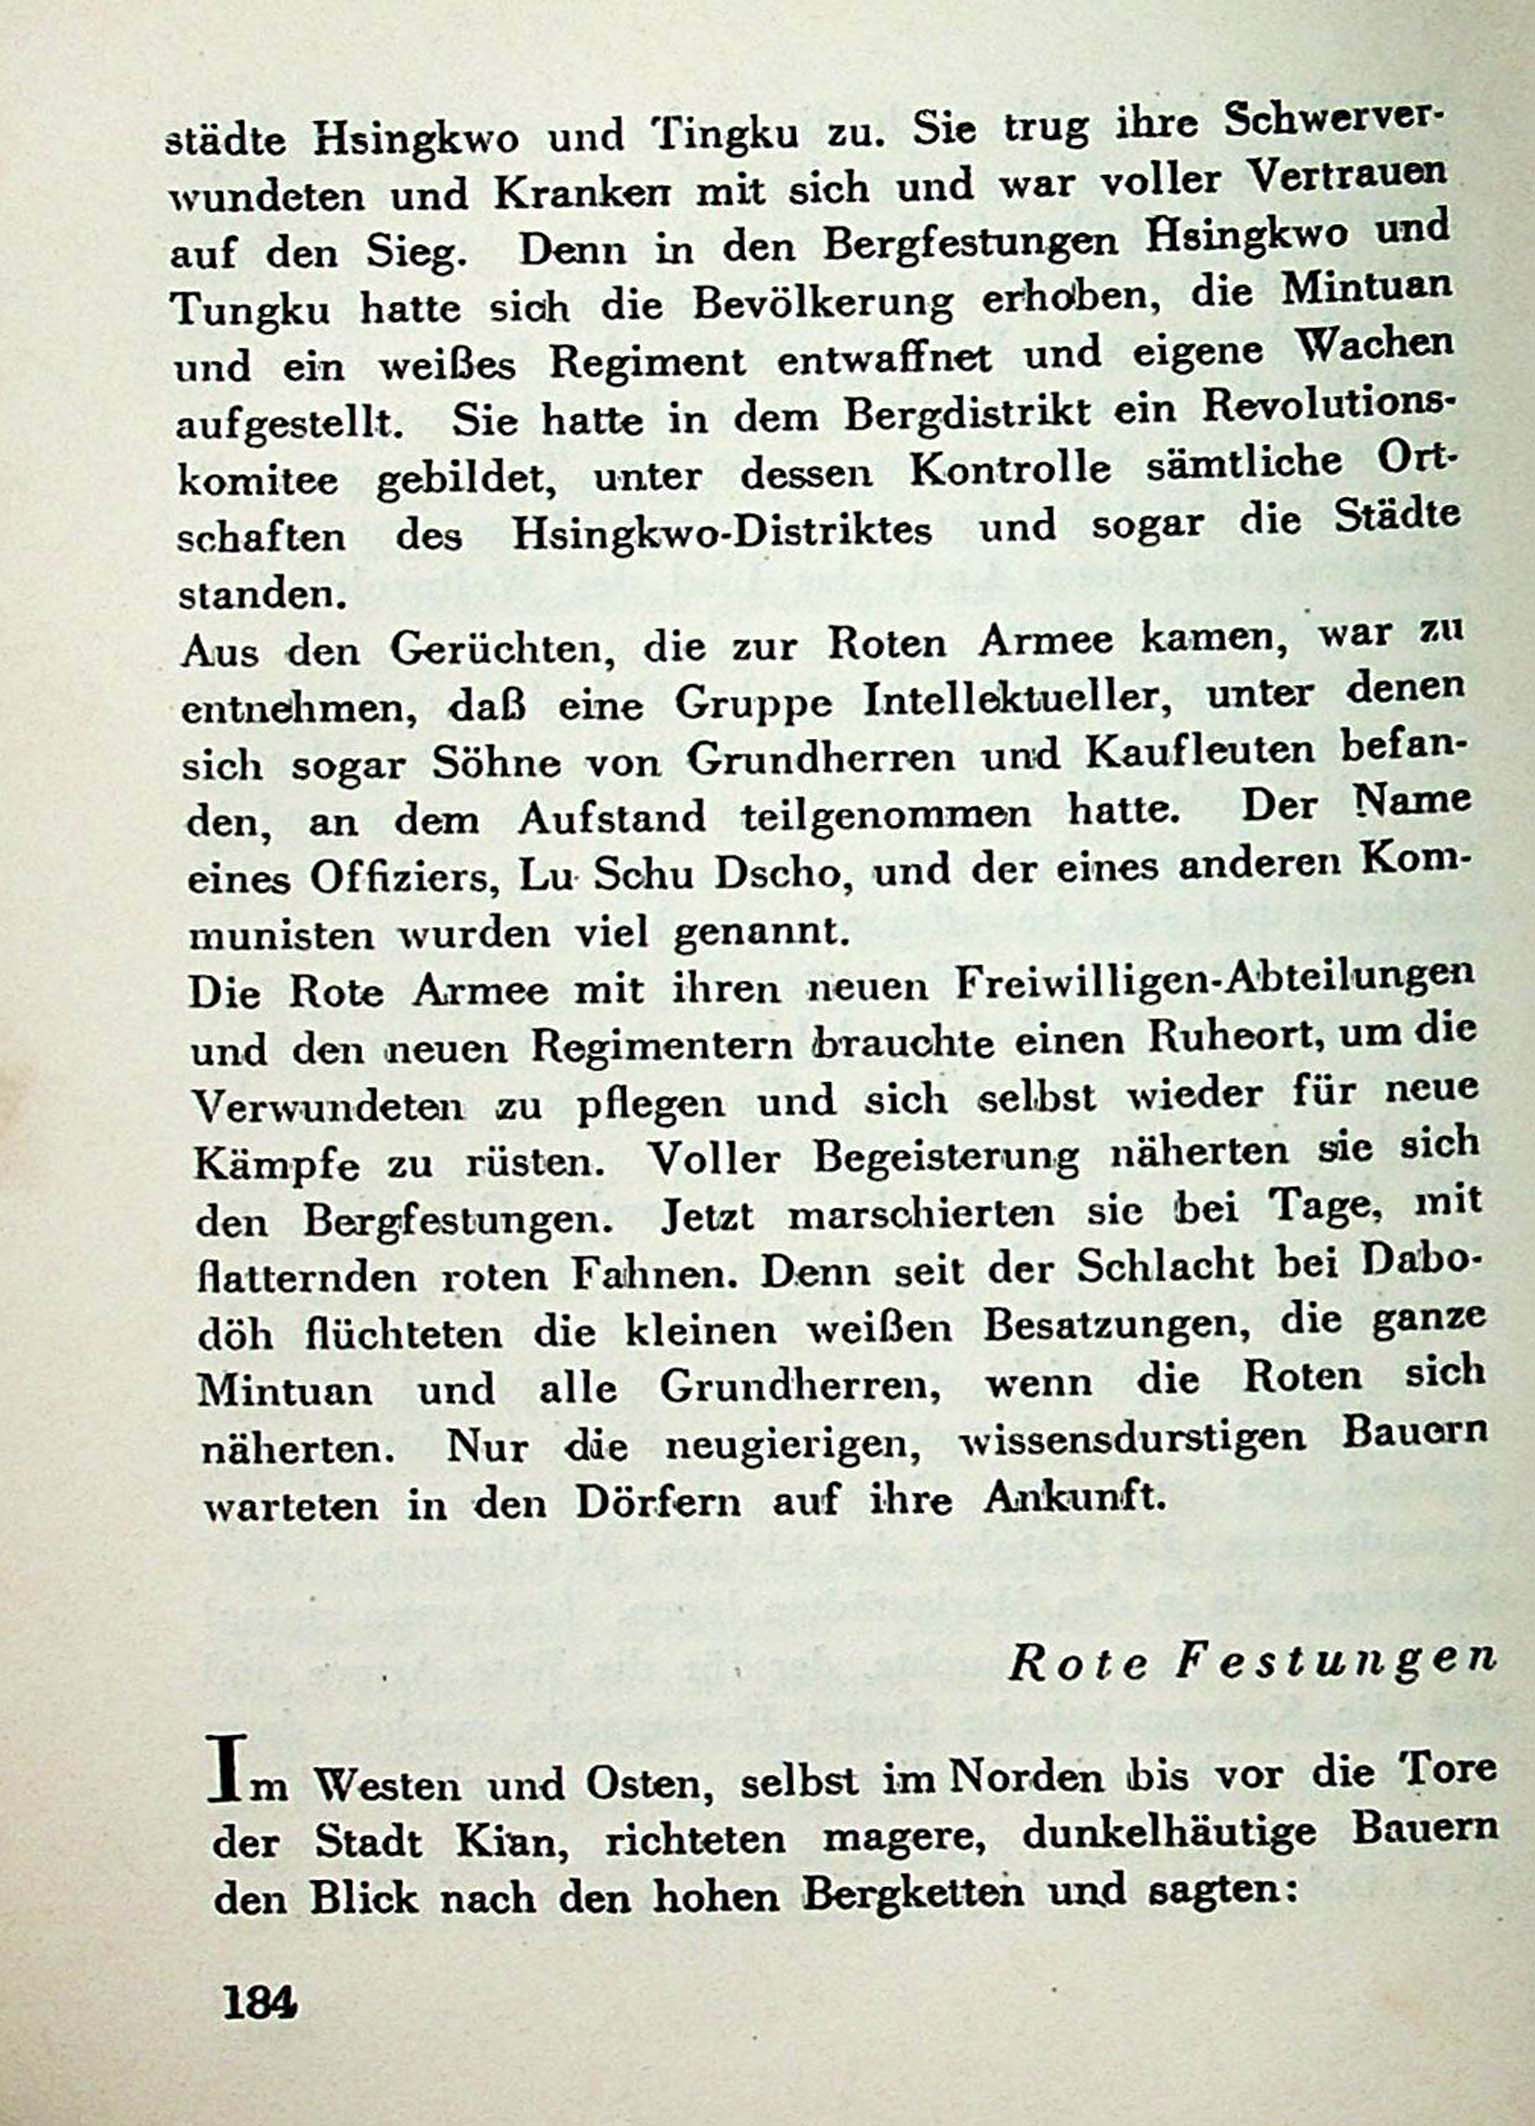 städte Hsingkwo und Tingku zu. Sie trug ihre Schwerver-
wundeten und Kranken mit sich und war voller Vertrauen
auf den Sieg. Denn in den Bergfestungen Hsingkwo und
Tungku hatte sich die Bevölkerung erhoben, die Mintuan
und ein weißes Regiment entwaffnet und eigene Wachen
aufgestellt. Sie hatte in dem Bergdistrikt ein Revolutions-
komitee gebildet, unter dessen Kontrolle sämtliche Ort-
schaften des Hsingkwo-Distriktes und sogar die Städte
standen.
Aus den Gerüchten, die zur Roten Armee kamen, war zu
entnehmen, daß eine Gruppe Intellektueller, unter denen
sich sogar Söhne von Grundherren und Kaufleuten befan-
den, an dem Aufstand teilgenommen hatte. Der Name
eines Offiziers, Lu Schu Dscho, und der eines anderen Kom-
munisten wurden viel genannt.
Die Rote Armee mit ihren neuen Freiwilligen-Abteilungen
und den neuen Regimentern brauchte einen Ruheort, um die
Verwundeten zu pflegen und sich selbst wieder für neue
Kämpfe zu rüsten. Voller Begeisterung näherten sie sich
den Bergfestungen. Jetzt marschierten sie bei Tage, mit
flatternden roten Fahnen. Denn seit der Schlacht bei Dabo-
döh flüchteten die kleinen weißen Besatzungen, die ganze
Mintuan und alle Grundherren, wenn die Roten sich
näherten. Nur die neugierigen, wissensdurstigen Bauern
warteten in den Dörfern auf ihre Ankunft.
Rote Festungen
Im Westen und Osten, selbst im Norden bis vor die Tore
der Stadt Kian, richteten magere, dunkelhäutige Bauern
den Blick nach den hohen Bergketten und sagten:
184